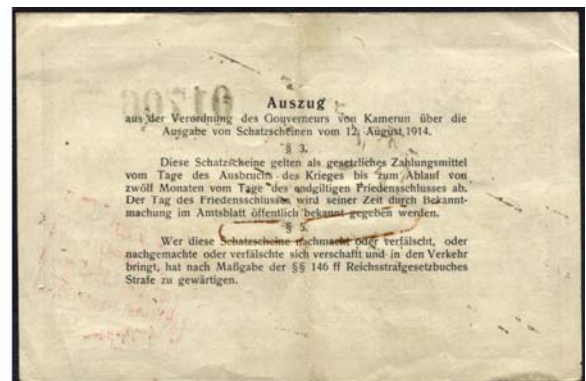 Auszug
aus der Verordnung des Gouverneurs von Kamerun über die
Ausgabe von Schatzscheinen vom 12. August 1914.
§ 3.
Diese Schatzscheine gelten als gesetzliches Zahlungsmittel
vom Tage des Ausbruchs des Krieges bis zum Ablauf von
zwölf Monaten vom Tage des endgiltigen Friedensschlusses ab.
Der Tag des Friedensschlusses wird seiner Zeit durch Bekannt-
machung im Amtsblatt öffentlich bekannt gegeben werden.
§ 5.
Wer diese Schatzscheine nachmacht oder verfälscht, oder
nachgemachte oder verfälschte sich verschafft und in den Verkehr
bringt, hat nach Maßgabe der §§ 146 ff Reichsstrafgesetzbuches
Strafe zu gewärtigen.